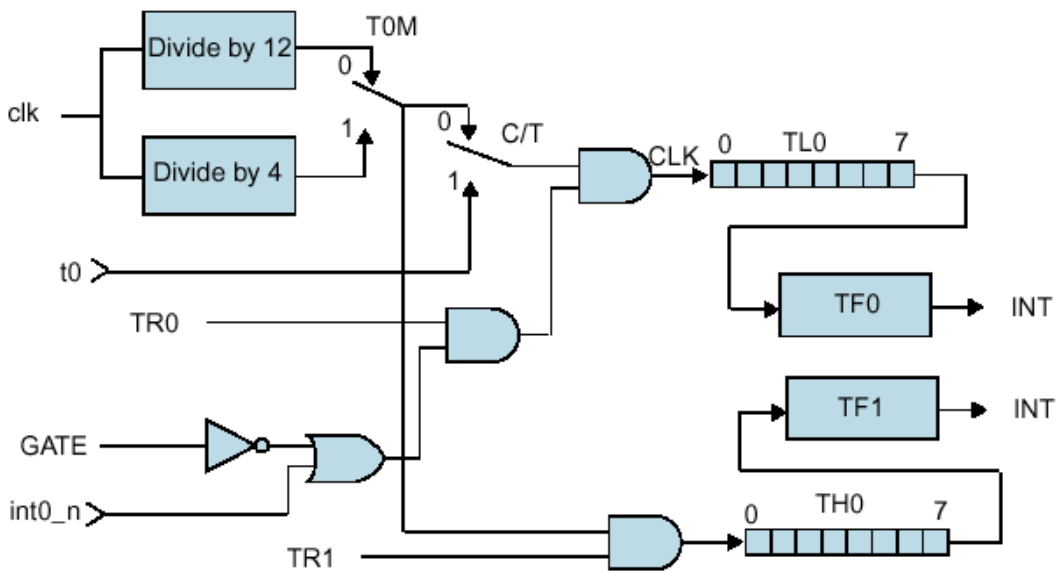 T0M
Divide by 12
0
clk
1
Divide by 4
0
C/T
1
CLK
0 TL0 7
t0
TR0
TF0
INT
TF1
INT
GATE
int0_n
TR1
0 TH0 7